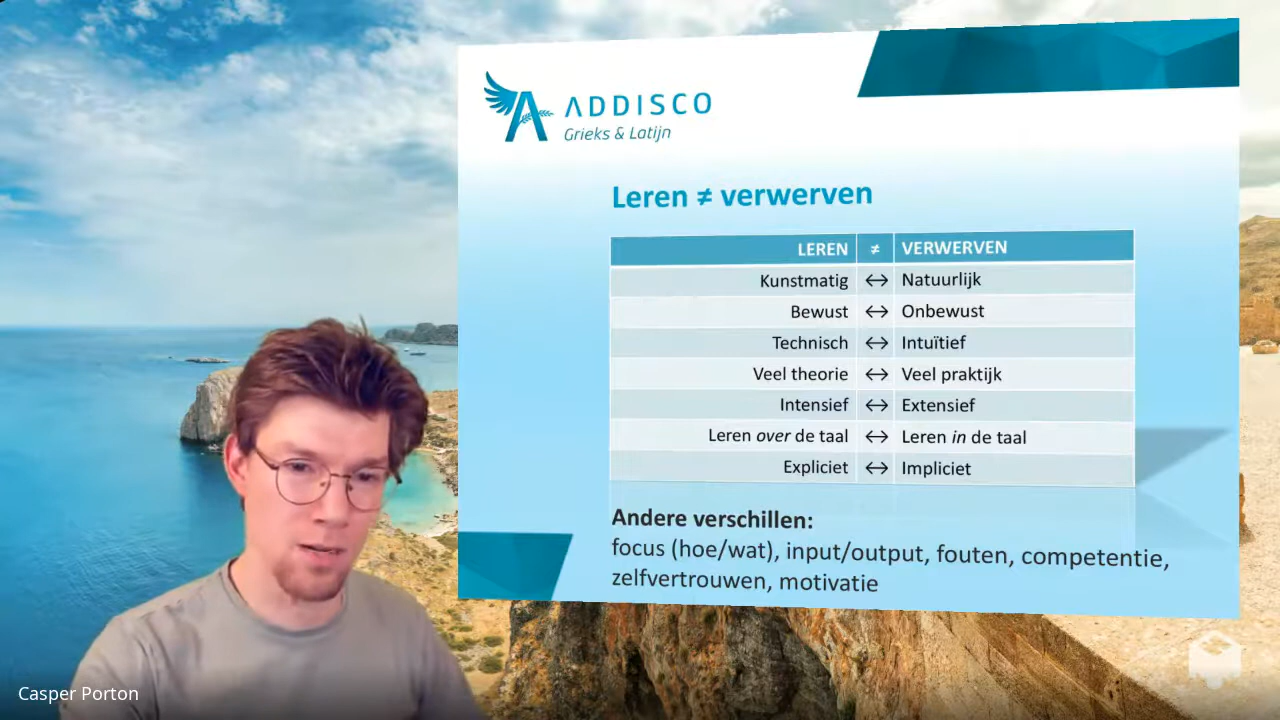 ADDISCO
Grieks & Latijn
Leren ≠ verwerven
LEREN ≠ VERWERVEN
Kunstmatig ↔ Natuurlijk
Bewust ↔ Onbewust
Technisch ↔ Intuïtief
Veel theorie ↔ Veel praktijk
Intensief ↔ Extensief
Leren over de taal ↔ Leren in de taal
Expliciet ↔ Impliciet
Andere verschillen:
focus (hoe/wat), input/output, fouten, competentie,
zelfvertrouwen, motivatie
Casper Porton